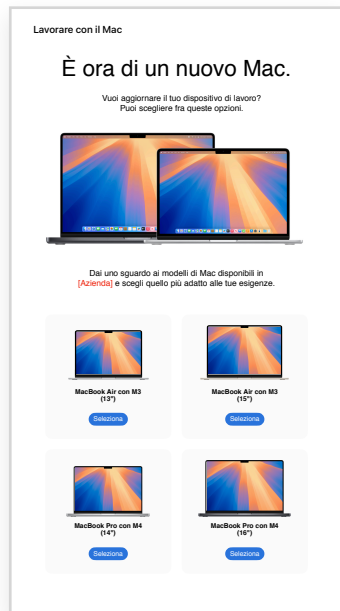 Lavorare con il Mac
È ora di un nuovo Mac.
Vuoi aggiornare il tuo dispositivo di lavoro?
Puoi scegliere fra queste opzioni.
Dai uno sguardo ai modelli di Mac disponibili in
[Azienda] e scegli quello più adatto alle tue esigenze.
MacBook Air con M3
(13")
Seleziona
MacBook Air con M3
(15")
Seleziona
MacBook Pro con M4
(14")
Seleziona
MacBook Pro con M4
(16")
Seleziona